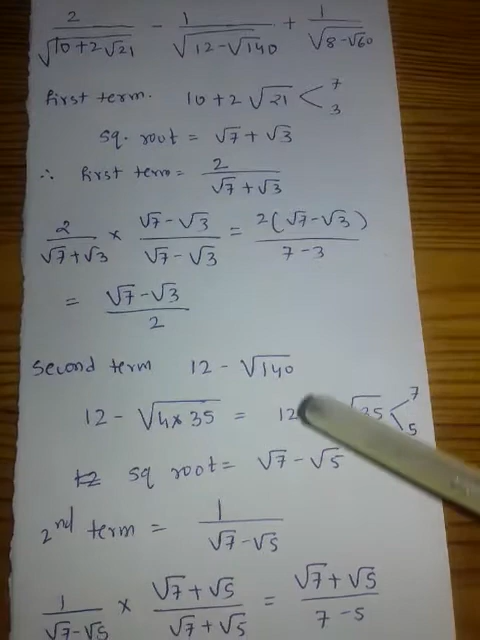 2/√(10+2√21) - 1/√(12-√140) + 1/√(8-√60)
First term. 10+2√21 < 7 3
sq. root = √7+√3
∴ first term = 2/(√7+√3)
2/(√7+√3) × (√7-√3)/(√7-√3) = 2(√7-√3)/(7-3)
= (√7-√3)/2
Second term 12-√140
12-√(4×35) = 12 √35 < 7 5
sq root = √7-√5
2nd term = 1/(√7-√5)
1/(√7-√5) × (√7+√5)/(√7+√5) = (√7+√5)/(7-5)